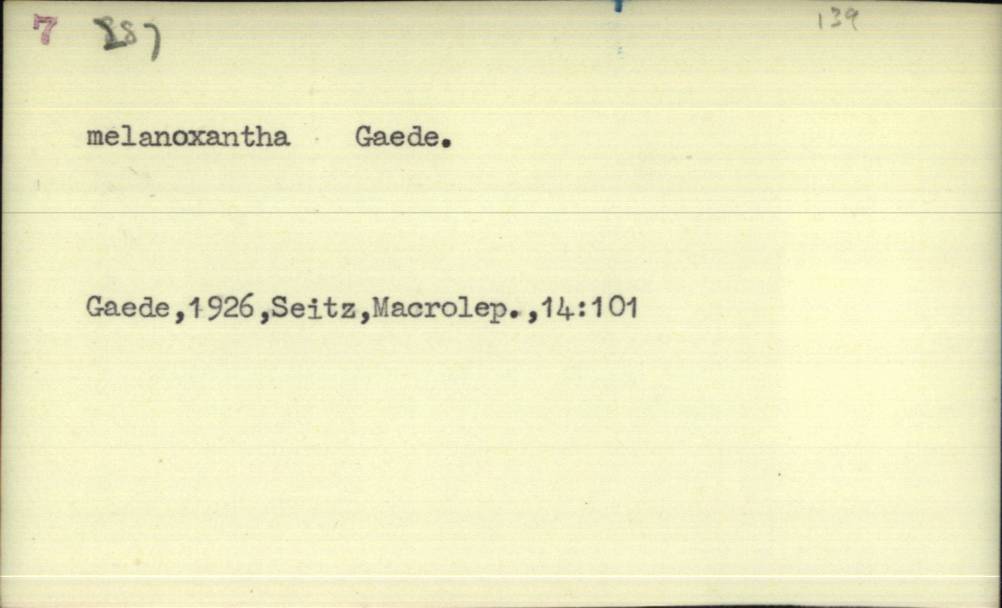 7 139
melanoxantha Gaede.
Gaede,1926,Seitz,Macrolep.,14:101